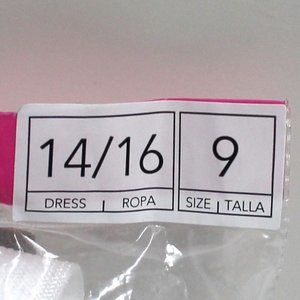 14/16 9
DRESS | ROPA SIZE | TALLA